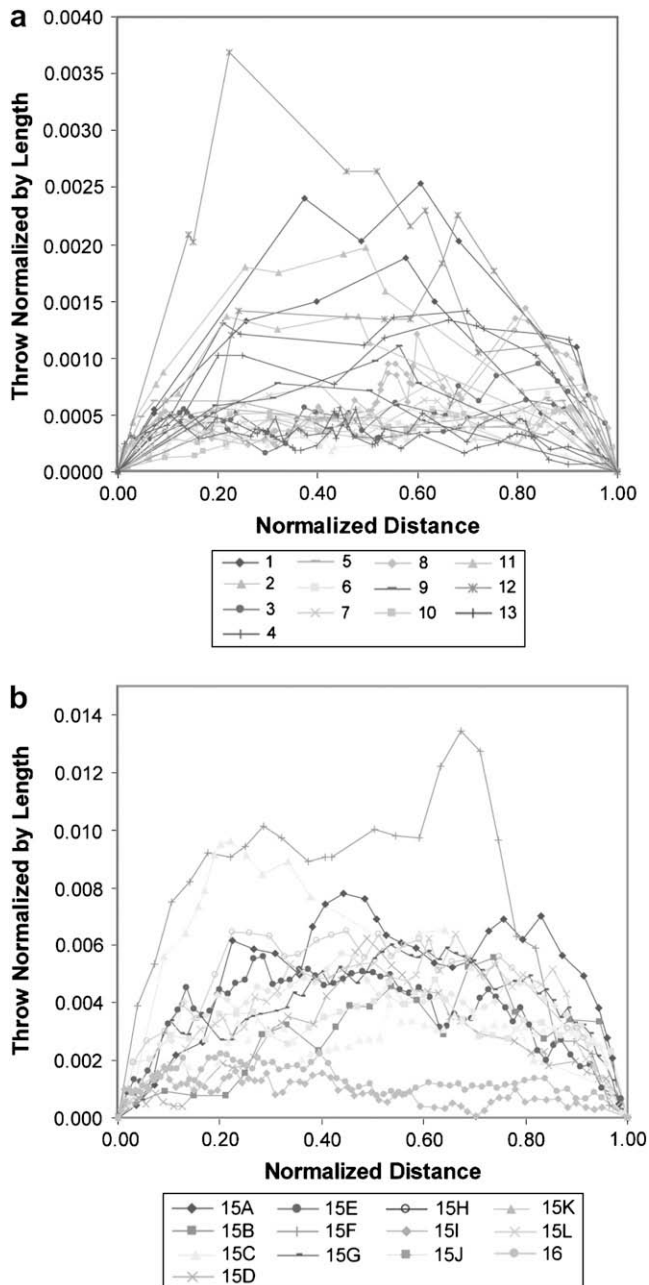 a
0.0040
0.0035
0.0030
0.0025
0.0020
0.0015
0.0010
0.0005
0.0000
Throw Normalized by Length
0.00 0.20 0.40 0.60 0.80 1.00
Normalized Distance
1 5 8 11
2 6 9 12
3 7 10 13
4
b
0.014
0.012
0.010
0.008
0.006
0.004
0.002
0.000
Throw Normalized by Length
0.00 0.20 0.40 0.60 0.80 1.00
Normalized Distance
15A 15E 15H 15K
15B 15F 15I 15L
15C 15G 15J 16
15D